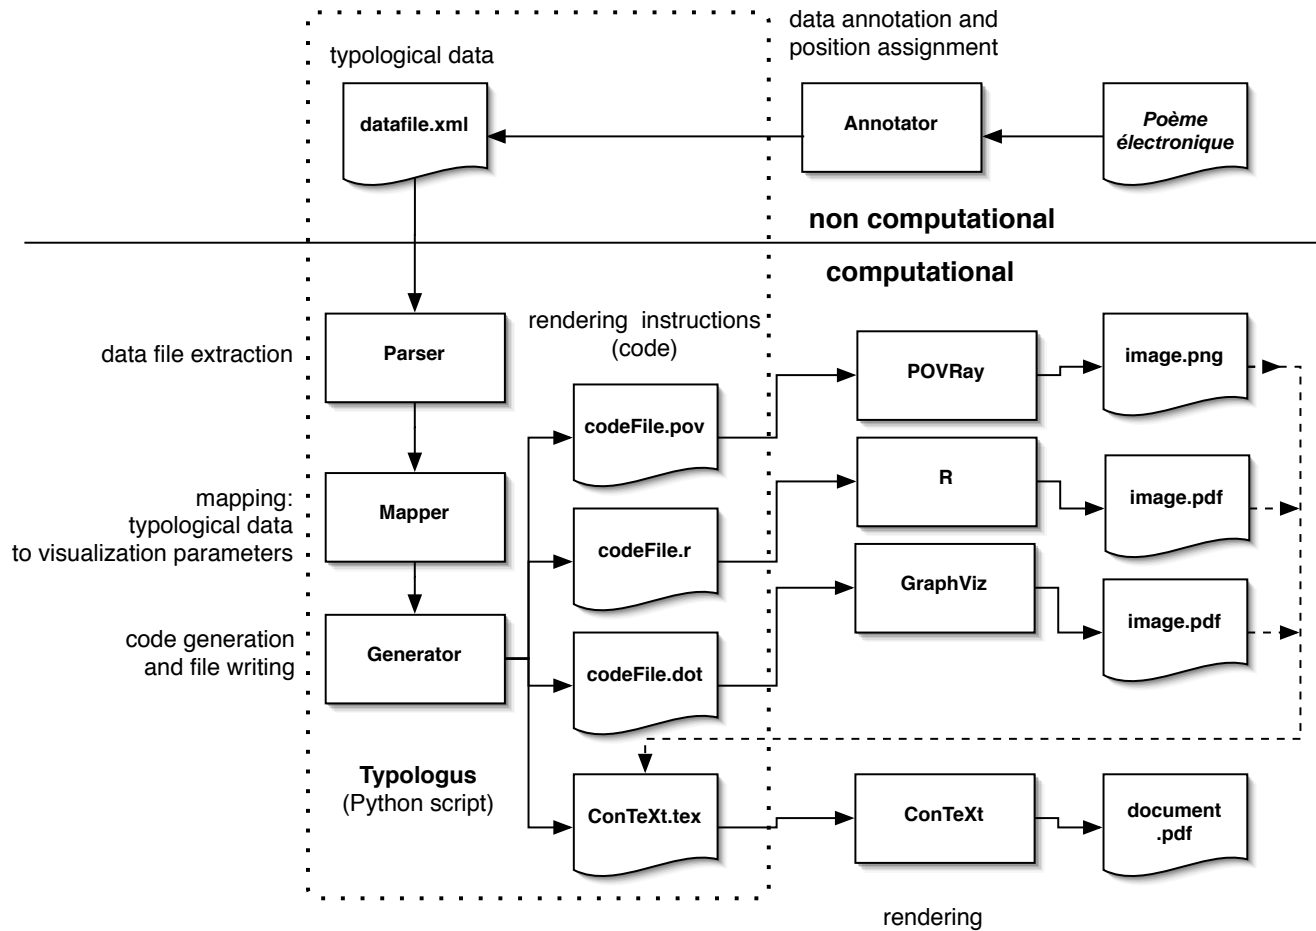 data annotation and
position assignment
typological data
datafile.xml
Annotator
Poème
électronique
non computational
computational
rendering instructions
(code)
data file extraction
Parser
POVRay
image.png
codeFile.pov
mapping:
typological data
to visualization parameters
Mapper
R
image.pdf
codeFile.r
GraphViz
image.pdf
code generation
and file writing
Generator
codeFile.dot
Typologus
(Python script)
ConTeXt.tex
ConTeXt
document
.pdf
rendering